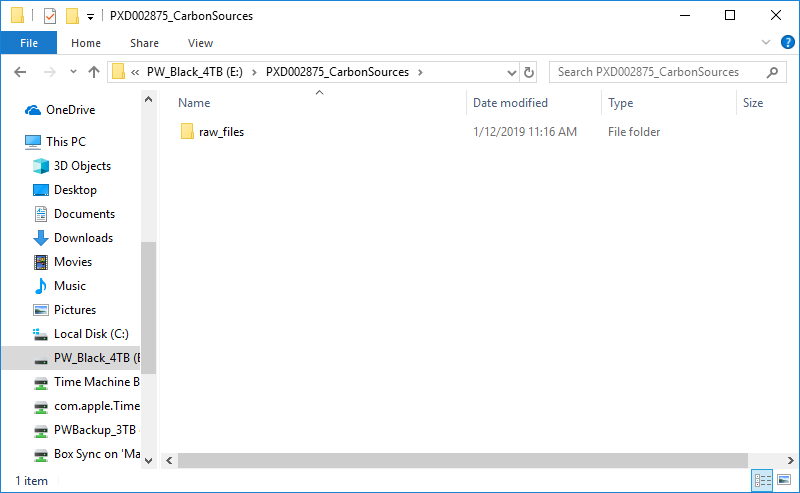 PXD002875_CarbonSources
File Home Share View
« PW_Black_4TB (E:) > PXD002875_CarbonSources >
Search PXD002875_CarbonSources
Name Date modified Type Size
raw_files 1/12/2019 11:16 AM File folder
OneDrive
This PC
3D Objects
Desktop
Documents
Downloads
Movies
Music
Pictures
Local Disk (C:)
PW_Black_4TB (E
Time Machine B
com.apple.Time
PWBackup_3TB
Box Sync on 'Ma
1 item